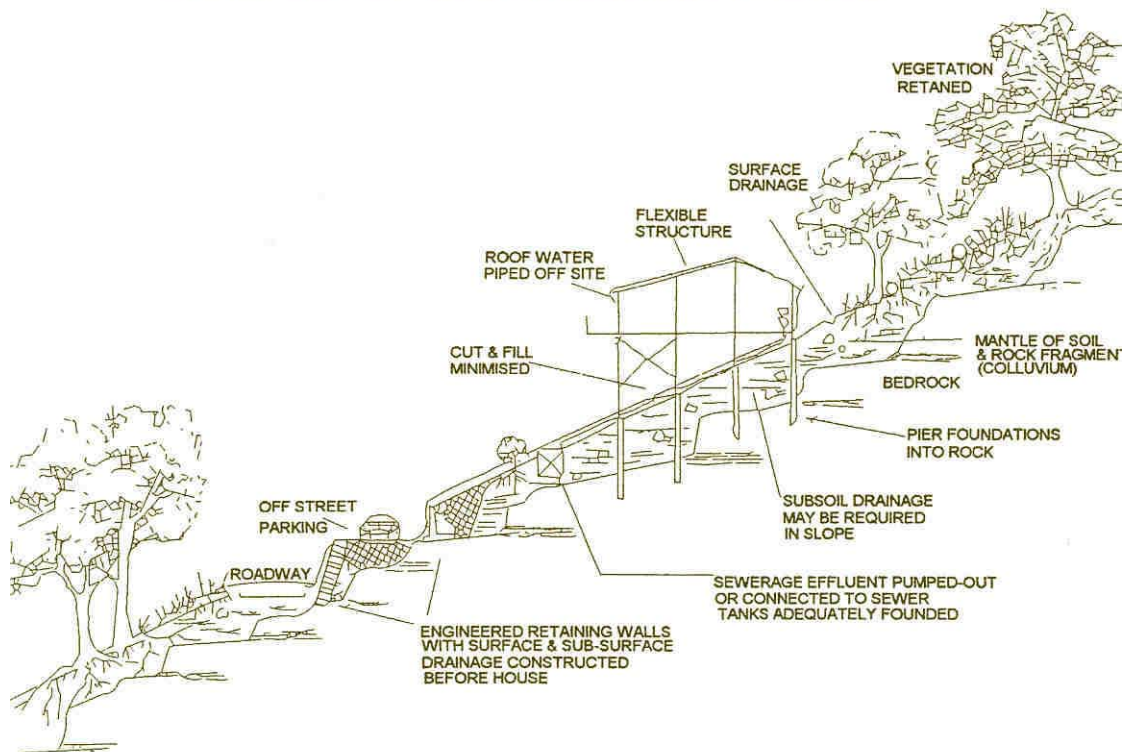 VEGETATION
RETANED
SURFACE
DRAINAGE
FLEXIBLE
STRUCTURE
ROOF WATER
PIPED OFF SITE
CUT & FILL
MINIMISED
MANTLE OF SOIL
& ROCK FRAGMENT
(COLLUVIUM)
BEDROCK
PIER FOUNDATIONS
INTO ROCK
SUBSOIL DRAINAGE
MAY BE REQUIRED
IN SLOPE
OFF STREET
PARKING
ROADWAY
SEWERAGE EFFLUENT PUMPED-OUT
OR CONNECTED TO SEWER
TANKS ADEQUATELY FOUNDED
ENGINEERED RETAINING WALLS
WITH SURFACE & SUB-SURFACE
DRAINAGE CONSTRUCTED
BEFORE HOUSE